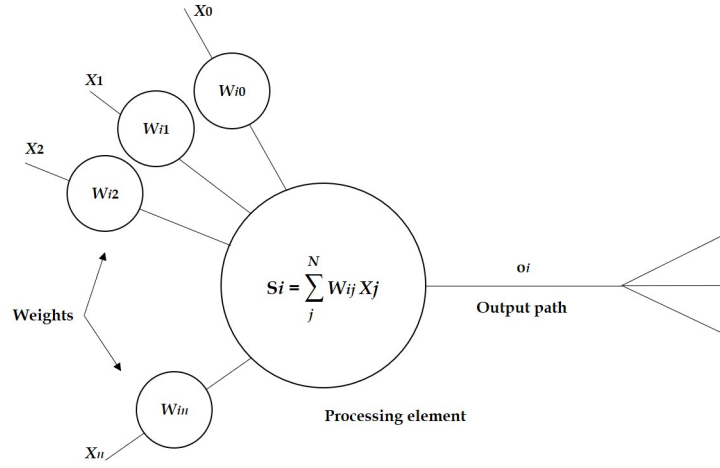 X0
X1
Wi0
Wi1
X2
Wi2
N
oi
Si = ∑ Wij Xj
j
Output path
Weights
Win
Processing element
Xn